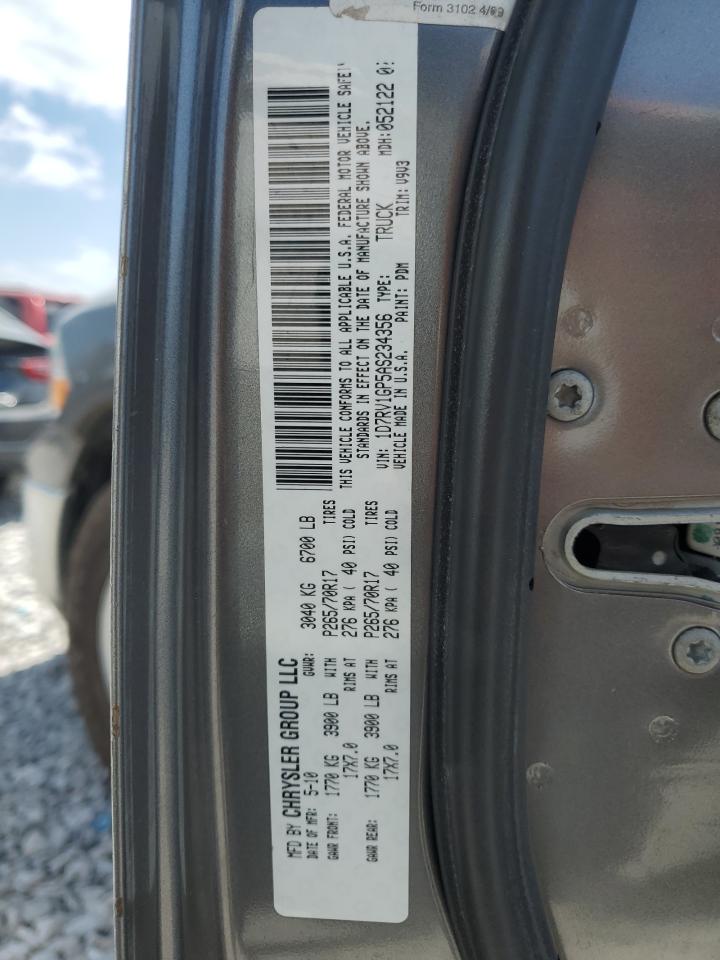 Form 3102 4/09
MFD BY CHRYSLER GROUP LLC
DATE OF MFR: 5-10 GVWR: 3040 KG 6700 LB
GAWR FRONT: 1770 KG 3900 LB WITH P265/70R17 TIRES
17X7.0 RIMS AT 276 KPA ( 40 PSI) COLD
GAWR REAR: 1770 KG 3900 LB WITH P265/70R17 TIRES
17X7.0 RIMS AT 276 KPA ( 40 PSI) COLD
THIS VEHICLE CONFORMS TO ALL APPLICABLE U.S.A. FEDERAL MOTOR VEHICLE
STANDARDS IN EFFECT ON THE DATE OF MANUFACTURE SHOWN ABOVE.
VIN: 1D7RV1GP5AS234356 TYPE: TRUCK MDH: 052122
VEHICLE MADE IN U.S.A. PAINT: PDM TRIM: V9V3